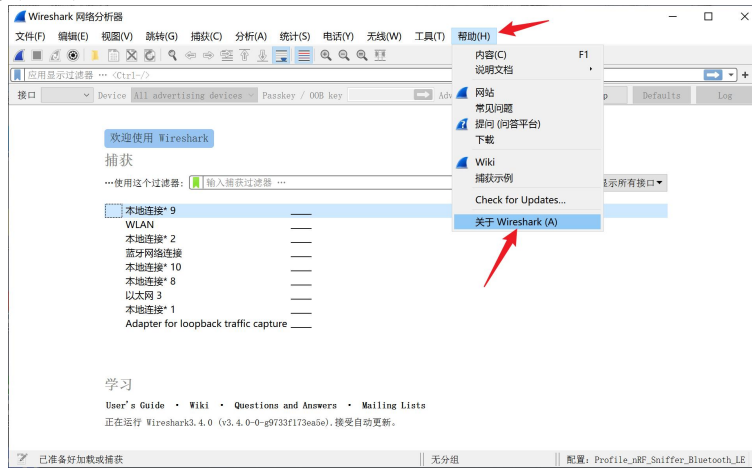 Wireshark 网络分析器
文件(F) 编辑(E) 视图(V) 跳转(G) 捕获(C) 分析(A) 统计(S) 电话(Y) 无线(W) 工具(T) 帮助(H)
应用显示过滤器 … <Ctrl-/>
接口 Device All advertising devices Passkey / OOB key Adv p Defaults Log
内容(C) F1
说明文档
网站
常见问题
提问 (问答平台)
下载
Wiki
捕获示例
Check for Updates...
关于 Wireshark (A)
欢迎使用 Wireshark
捕获
…使用这个过滤器: 输入捕获过滤器 … 显示所有接口
本地连接* 9
WLAN
本地连接* 2
蓝牙网络连接
本地连接* 10
本地连接* 8
以太网 3
本地连接* 1
Adapter for loopback traffic capture
学习
User's Guide · Wiki · Questions and Answers · Mailing Lists
正在运行 Wireshark3.4.0 (v3.4.0-0-g9733f173ea5e).接受自动更新。
已准备好加载或捕获 无分组 配置: Profile_nRF_Sniffer_Bluetooth_LE